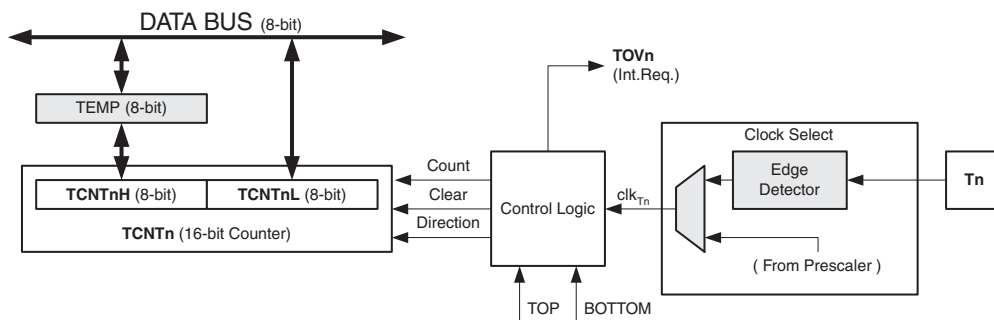 DATA BUS (8-bit)
TOVn
(Int.Req.)
TEMP (8-bit)
Clock Select
Count
Edge
Detector
Tn
TCNTnH (8-bit) TCNTnL (8-bit)
Clear
Control Logic
clkTn
TCNTn (16-bit Counter)
Direction
( From Prescaler )
TOP
BOTTOM